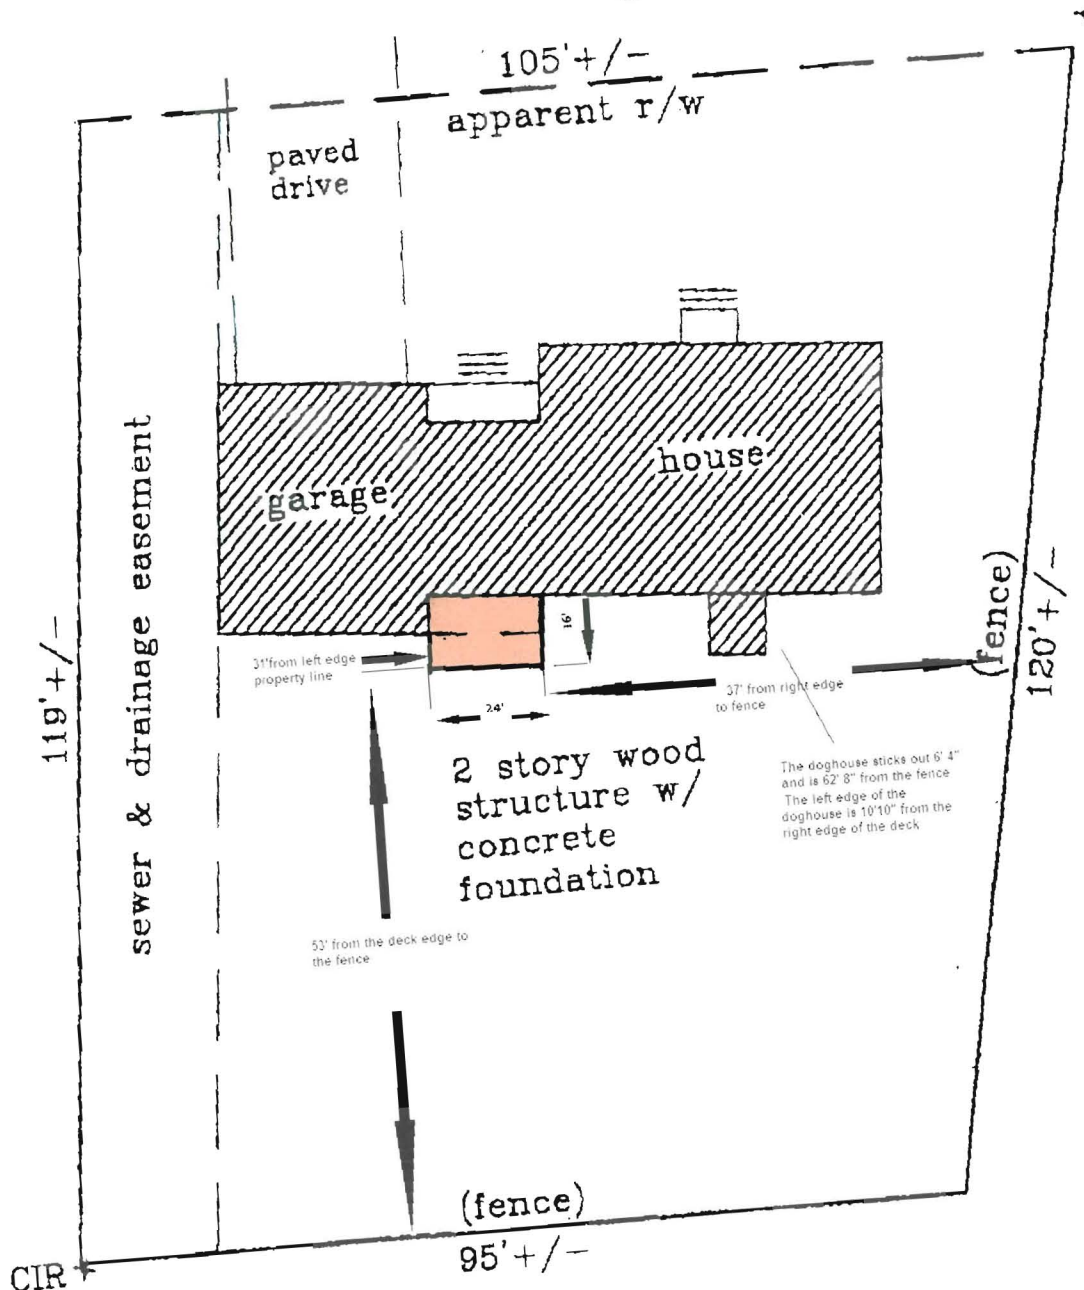 105'+/-
apparent r/w
paved
drive
house
garage
sewer & drainage easement
119'+/-
(fence)
120'+/-
16'
31'from left edge
property line
24'
37' from right edge
to fence
2 story wood
structure w/
concrete
foundation
The doghouse sticks out 6' 4"
and is 62' 8" from the fence
The left edge of the
doghouse is 10'10" from the
right edge of the deck
53' from the deck edge to
the fence
(fence)
95'+/-
CIR